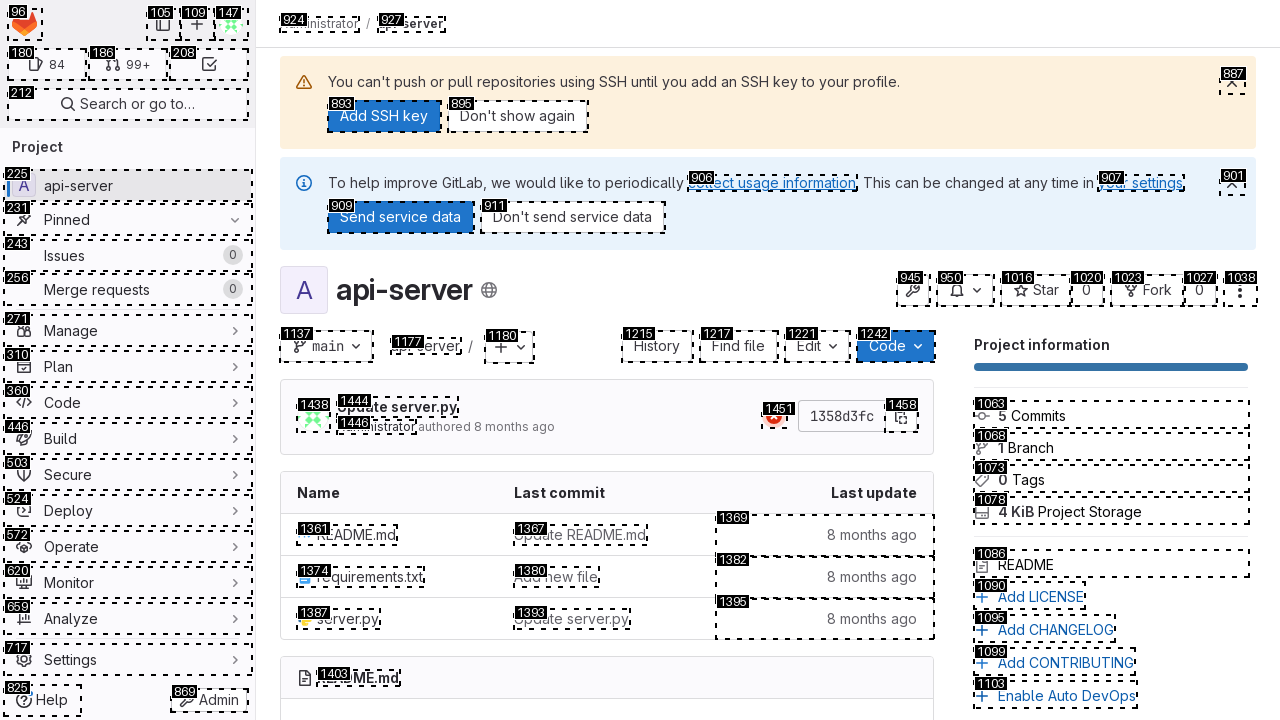 96
105
109
147
180
84
186
99+
208
212
Search or go to…
Project
225
A
api-server
231
Pinned
243
Issues
0
256
Merge requests
0
271
Manage
310
Plan
360
Code
446
Build
503
Secure
524
Deploy
572
Operate
620
Monitor
659
Analyze
717
Settings
825
Help
869
Admin
924
927
administrator / api-server
You can't push or pull repositories using SSH until you add an SSH key to your profile.
887
893
Add SSH key
895
Don't show again
906
907
901
To help improve GitLab, we would like to periodically collect usage information. This can be changed at any time in your settings.
909
Send service data
911
Don't send service data
A
api-server
945
950
1016
Star
1020
0
1023
Fork
1027
0
1038
1137
main
1177
api-server /
1180
1215
History
1217
Find file
1221
Edit
1242
Code
1438
1444
Update server.py
1446
administrator authored 8 months ago
1451
1358d3fc
1458
Name
Last commit
Last update
1361
README.md
1367
Update README.md
1369
8 months ago
1374
requirements.txt
1380
Add new file
1382
8 months ago
1387
server.py
1393
Update server.py
1395
8 months ago
1403
README.md
Project information
1063
5 Commits
1068
1 Branch
1073
0 Tags
1078
4 KiB Project Storage
1086
README
1090
Add LICENSE
1095
Add CHANGELOG
1099
Add CONTRIBUTING
1103
Enable Auto DevOps